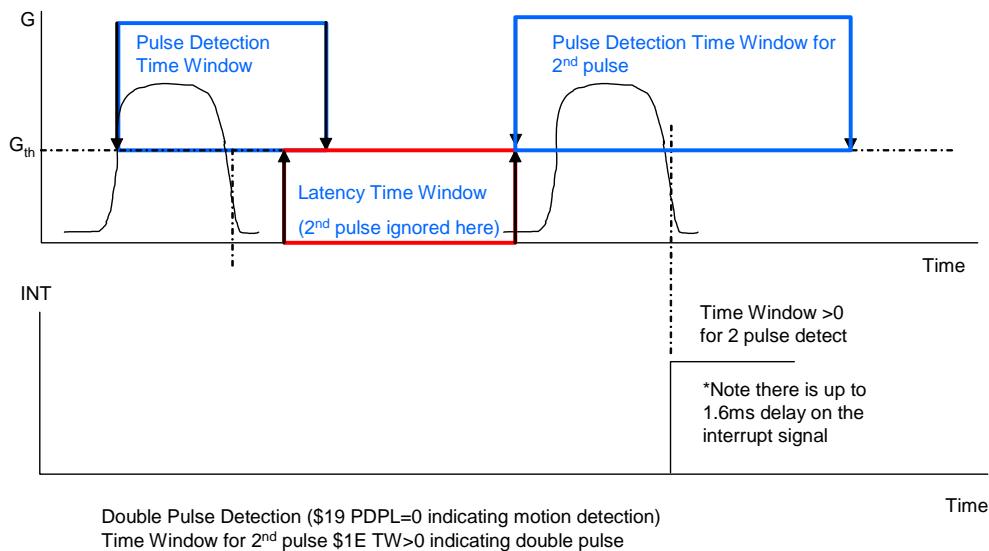 G
Pulse Detection
Time Window
Pulse Detection Time Window for
2nd pulse
Gth
Latency Time Window
(2nd pulse ignored here)
Time
INT
Time Window >0
for 2 pulse detect
*Note there is up to
1.6ms delay on the
interrupt signal
Time
Double Pulse Detection ($19 PDPL=0 indicating motion detection)
Time Window for 2nd pulse $1E TW>0 indicating double pulse